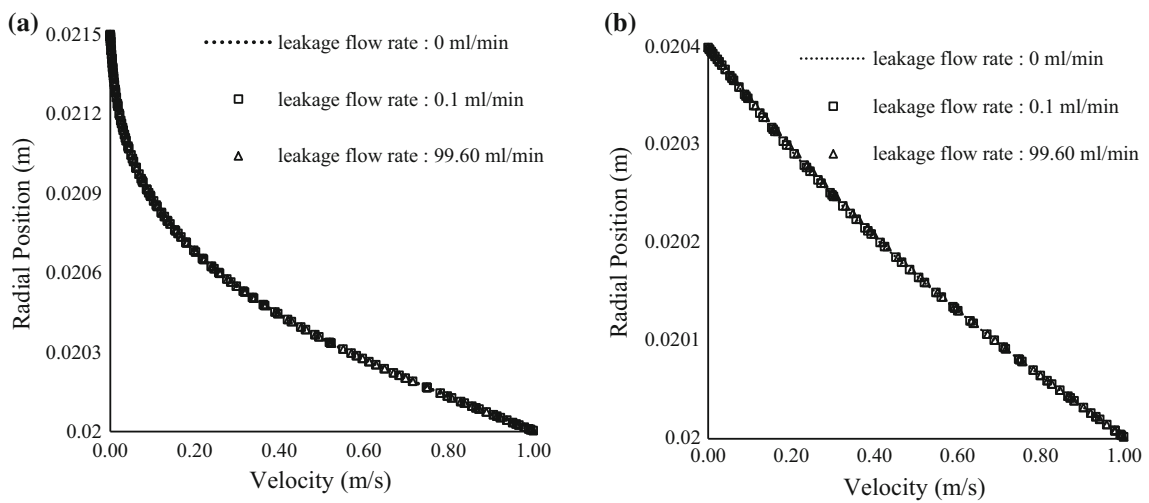 (a)
0.0215
0.0212
0.0209
0.0206
0.0203
0.02
Radial Position (m)
leakage flow rate : 0 ml/min
leakage flow rate : 0.1 ml/min
leakage flow rate : 99.60 ml/min
0.00 0.20 0.40 0.60 0.80 1.00
Velocity (m/s)
(b)
0.0204
0.0203
0.0202
0.0201
0.02
Radial Position (m)
leakage flow rate : 0 ml/min
leakage flow rate : 0.1 ml/min
leakage flow rate : 99.60 ml/min
0.00 0.20 0.40 0.60 0.80 1.00
Velocity (m/s)